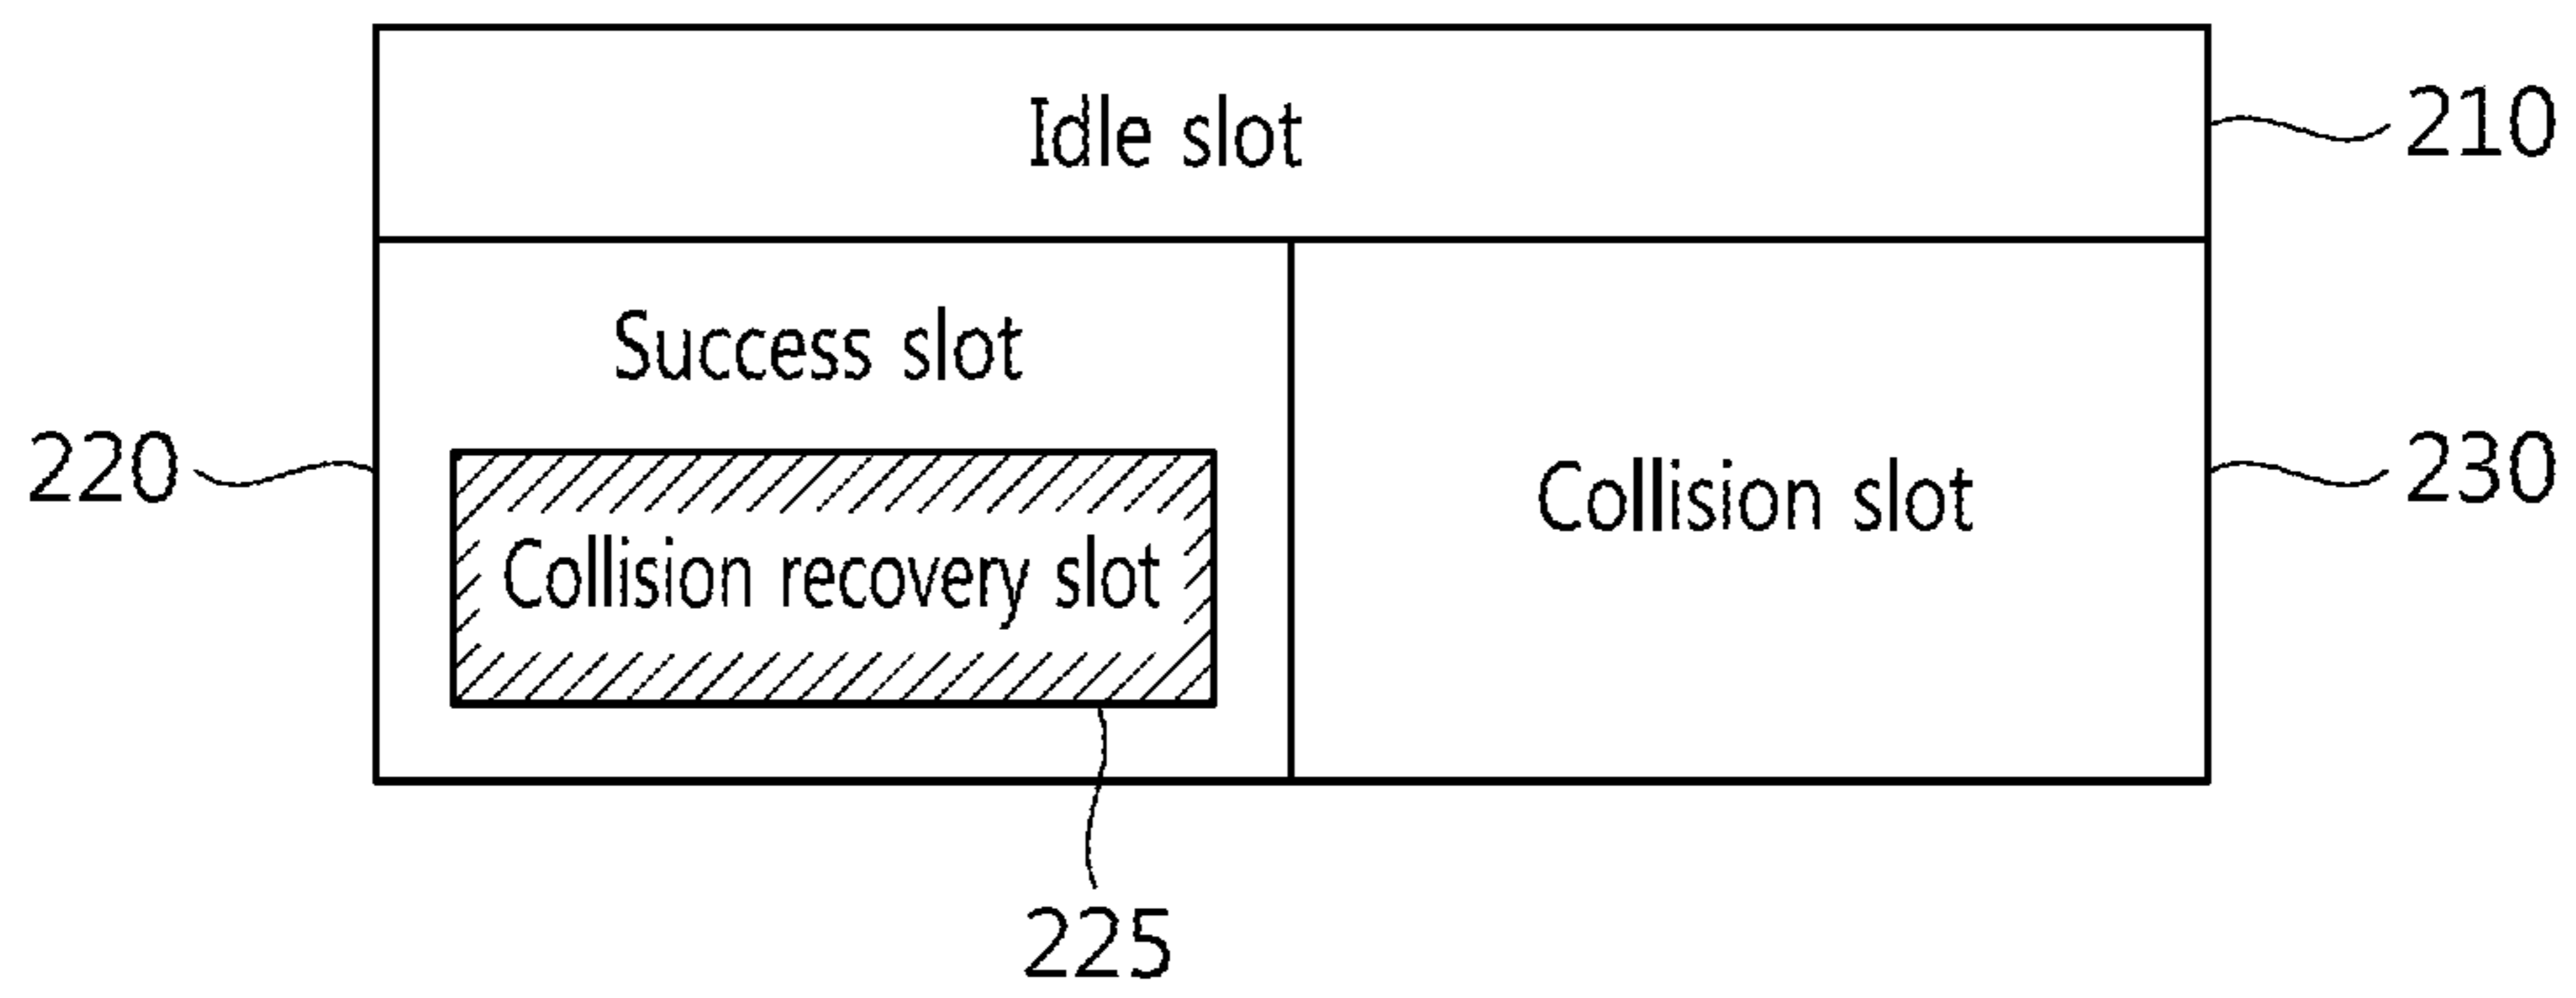 Idle slot
210
Success slot
220
Collision recovery slot
Collision slot
230
225